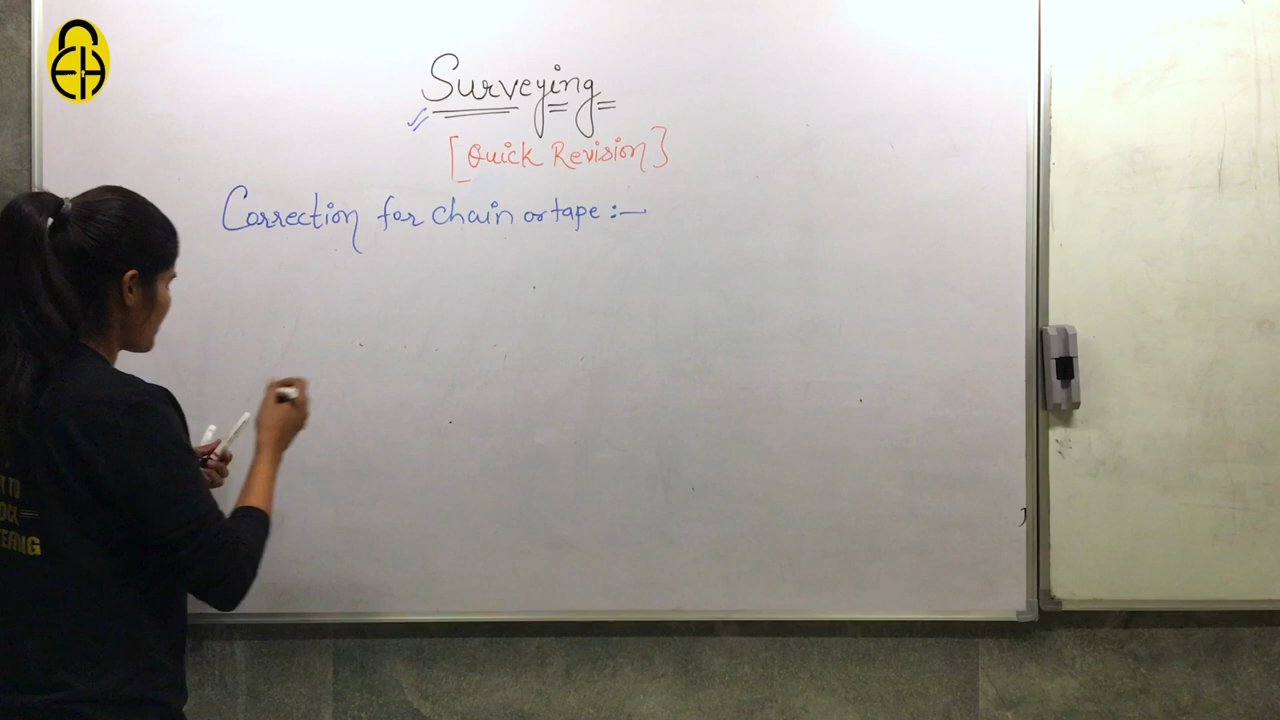 Surveying
[Quick Revision]
Correction for chain or tape :-